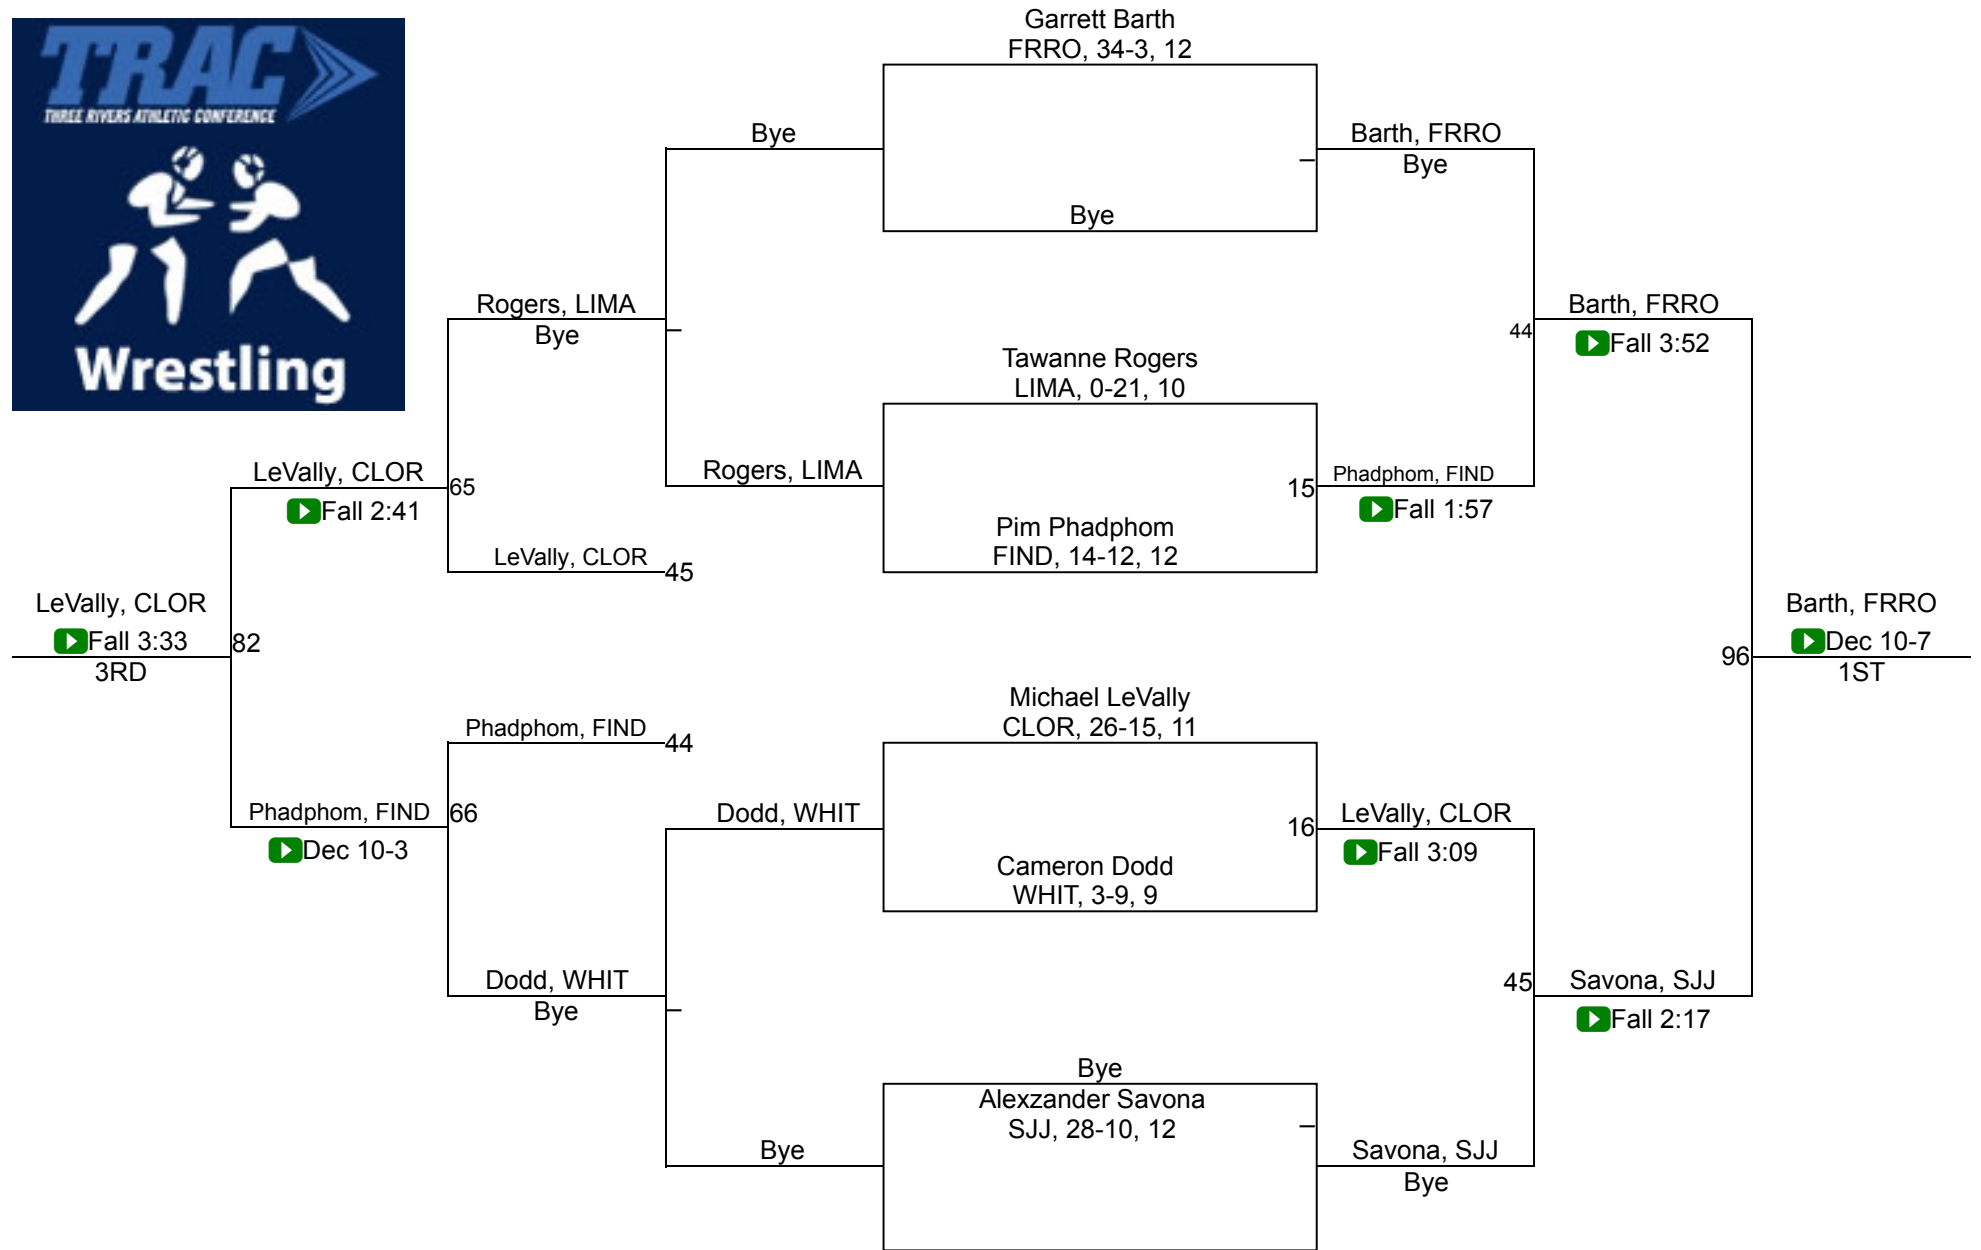 TRAC
THREE RIVERS ATHLETIC CONFERENCE
Wrestling
Garrett Barth
FRRO, 34-3, 12
Bye
Barth, FRRO
Bye
Bye
Rogers, LIMA
Bye
Barth, FRRO
44
Fall 3:52
Tawanne Rogers
LIMA, 0-21, 10
LeVally, CLOR
65
Fall 2:41
Rogers, LIMA
15
Phadphom, FIND
Fall 1:57
Pim Phadphom
FIND, 14-12, 12
LeVally, CLOR
45
LeVally, CLOR
Fall 3:33
82
3RD
Barth, FRRO
96
Dec 10-7
1ST
Michael LeVally
CLOR, 26-15, 11
Phadphom, FIND
44
Phadphom, FIND
66
Dec 10-3
Dodd, WHIT
16
LeVally, CLOR
Fall 3:09
Cameron Dodd
WHIT, 3-9, 9
Dodd, WHIT
Bye
45
Savona, SJJ
Fall 2:17
Bye
Alexzander Savona
SJJ, 28-10, 12
Bye
Savona, SJJ
Bye